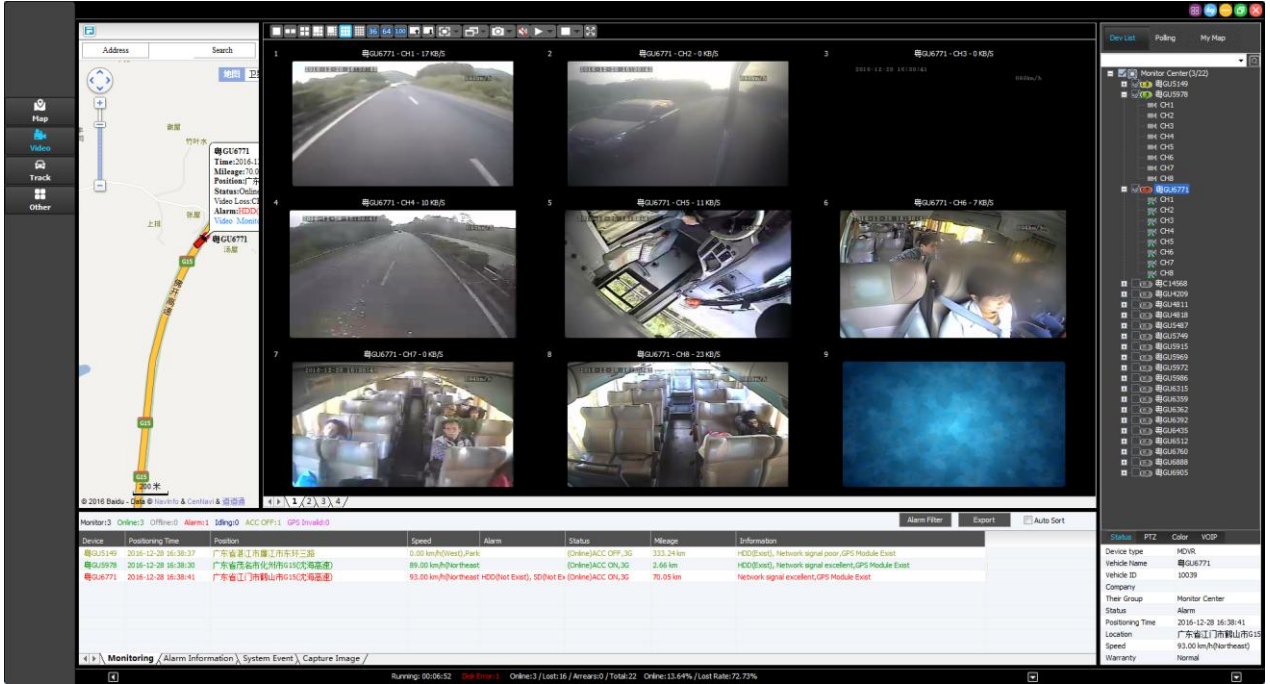 Address Search
Map
Video
Track
Other
地图
竹叶水
上排
张屋
汤屋
粤GU6771
Mileage:70.0
Status:Online
Video Loss:C
粤GU6771
G15
佛开高速
G15
G15
200 米
© 2016 Baidu - Data © NavInfo & CenNavi & 道道通
36 64 100
1 粤GU6771 - CH1 - 17 KB/S
2 粤GU6771 - CH2 - 0 KB/S
3 粤GU6771 - CH3 - 0 KB/S
4 粤GU6771 - CH4 - 10 KB/S
5 粤GU6771 - CH5 - 11 KB/S
6 粤GU6771 - CH6 - 7 KB/S
7 粤GU6771 - CH7 - 0 KB/S
8 粤GU6771 - CH8 - 23 KB/S
9
1 2 3 4
Dev List Polling My Map
Monitor Center(3/22)
粤GU5149
粤GU5978
CH1
CH2
CH3
CH4
CH5
CH6
CH7
CH8
粤GU6771
CH1
CH2
CH3
CH4
CH5
CH6
CH7
CH8
粤C14568
粤GU4209
粤GU4811
粤GU4818
粤GU5487
粤GU5749
粤GU5915
粤GU5969
粤GU5972
粤GU5986
粤GU6315
粤GU6359
粤GU6362
粤GU6392
粤GU6435
粤GU6512
粤GU6760
粤GU6888
粤GU6905
Monitor:3 Online:3 Offline:0 Alarm:1 Idling:0 ACC OFF:1 GPS Invalid:0
Alarm Filter Export Auto Sort
Device Positioning Time Position Speed Alarm Status Mileage Information
粤GU5149 2016-12-28 16:38:37 广东省湛江市廉江市东环三路 0.00 km/h(West),Park (Online)ACC OFF,3G 333.24 km HDD(Exist), Network signal poor,GPS Module Exist
粤GU5978 2016-12-28 16:38:30 广东省茂名市化州市G15(沈海高速) 89.00 km/h(Northeast (Online)ACC ON,3G 2.66 km HDD(Exist), Network signal excellent,GPS Module Exist
粤GU6771 2016-12-28 16:38:41 广东省江门市鹤山市G15(沈海高速) 93.00 km/h(Northeast HDD(Not Exist), SD(Not Ex (Online)ACC ON,3G 70.05 km Network signal excellent,GPS Module Exist
Monitoring Alarm Information System Event Capture Image
Status PTZ Color VOIP
Device type MDVR
Vehicle Name 粤GU6771
Vehicle ID 10039
Company
Their Group Monitor Center
Status Alarm
Positioning Time 2016-12-28 16:38:41
Location 广东省江门市鹤山市G15
Speed 93.00 km/h(Northeast)
Warranty Normal
Running: 00:06:52 Disk Error:1 Online:3 / Lost:16 / Arrears:0 / Total:22 Online:13.64% / Lost Rate:72.73%